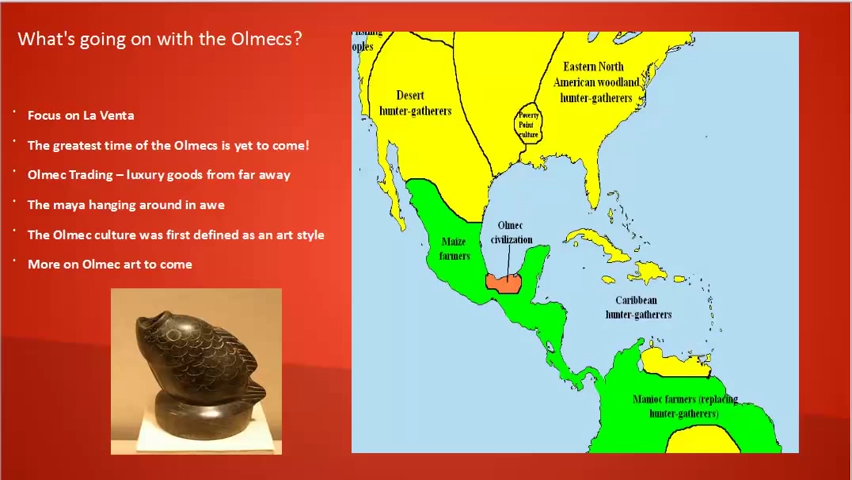 What's going on with the Olmecs?
Focus on La Venta
The greatest time of the Olmecs is yet to come!
Olmec Trading – luxury goods from far away
The maya hanging around in awe
The Olmec culture was first defined as an art style
More on Olmec art to come
oples
Desert
hunter-gatherers
Eastern North
American woodland
hunter-gatherers
Poverty
Point
culture
Olmec
civilization
Maize
farmers
Caribbean
hunter-gatherers
Manioc farmers (replacing
hunter-gatherers)